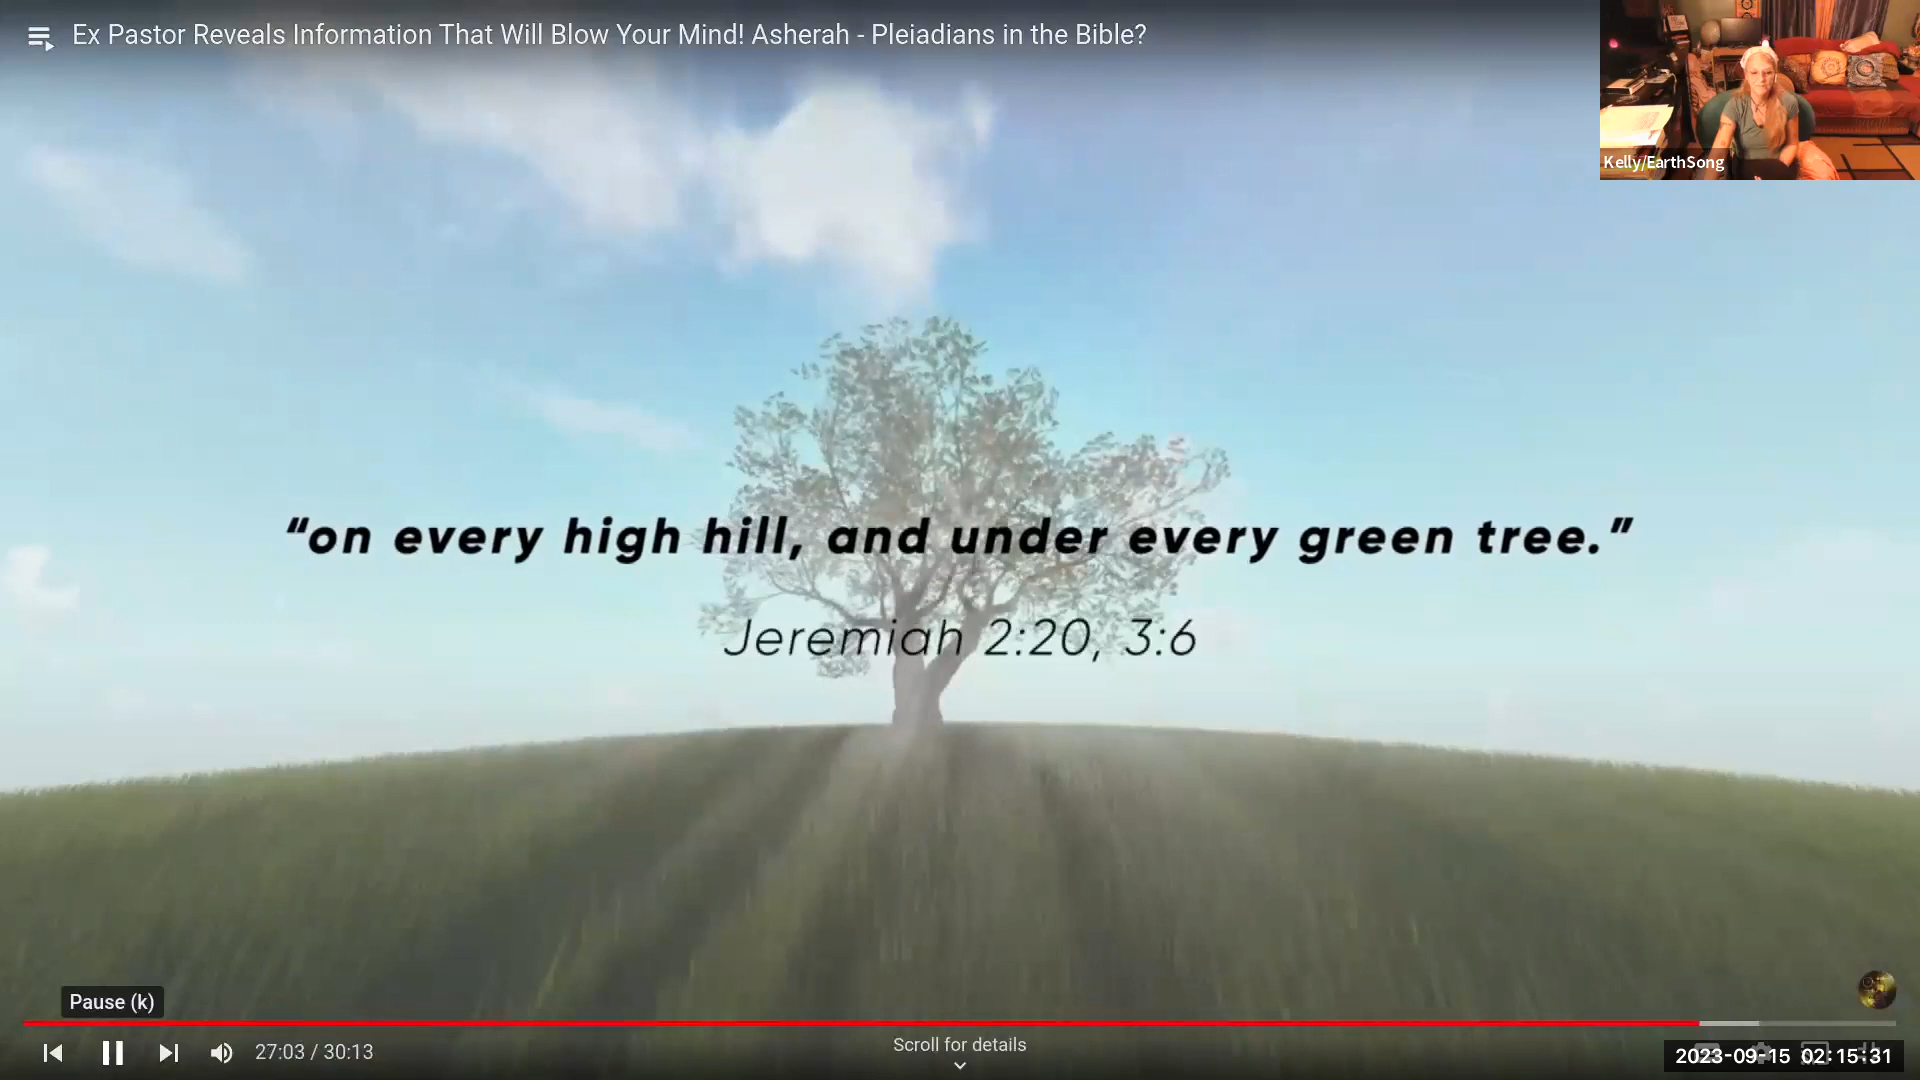 Ex Pastor Reveals Information That Will Blow Your Mind! Asherah - Pleiadians in the Bible?
Kelly/EarthSong
“on every high hill, and under every green tree.”
Jeremiah 2:20, 3:6
Pause (k)
27:03 / 30:13
Scroll for details
2023-09-15 02:15:31